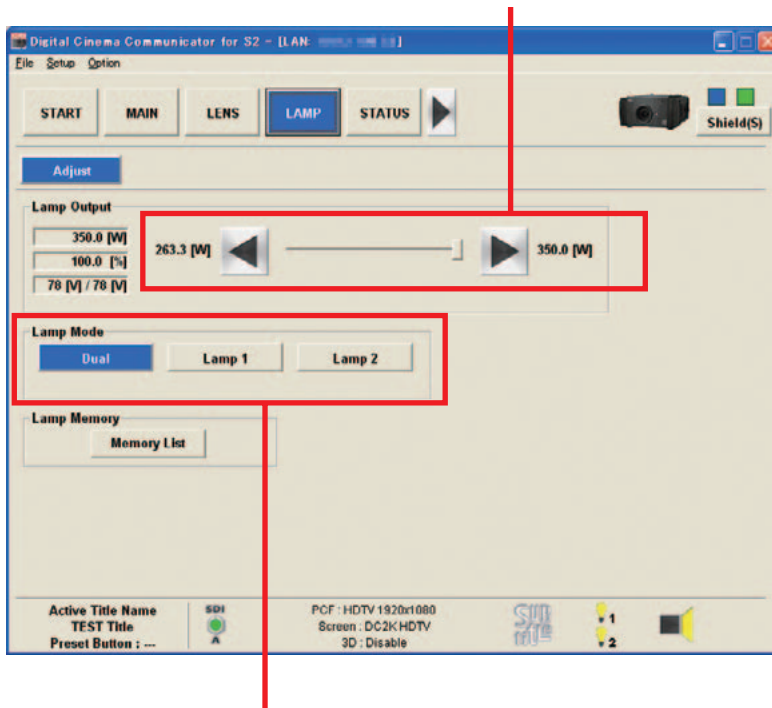 Digital Cinema Communicator for S2 - [LAN: ]
File Setup Option
START MAIN LENS LAMP STATUS
Shield(S)
Adjust
Lamp Output
350.0 [W]
100.0 [%]
78 [V] / 78 [V]
263.3 [W] 350.0 [W]
Lamp Mode
Dual Lamp 1 Lamp 2
Lamp Memory
Memory List
Active Title Name
TEST Title
Preset Button : ---
SDI
A
PCF : HDTV 1920x1080
Screen : DC2K HDTV
3D : Disable
1
2